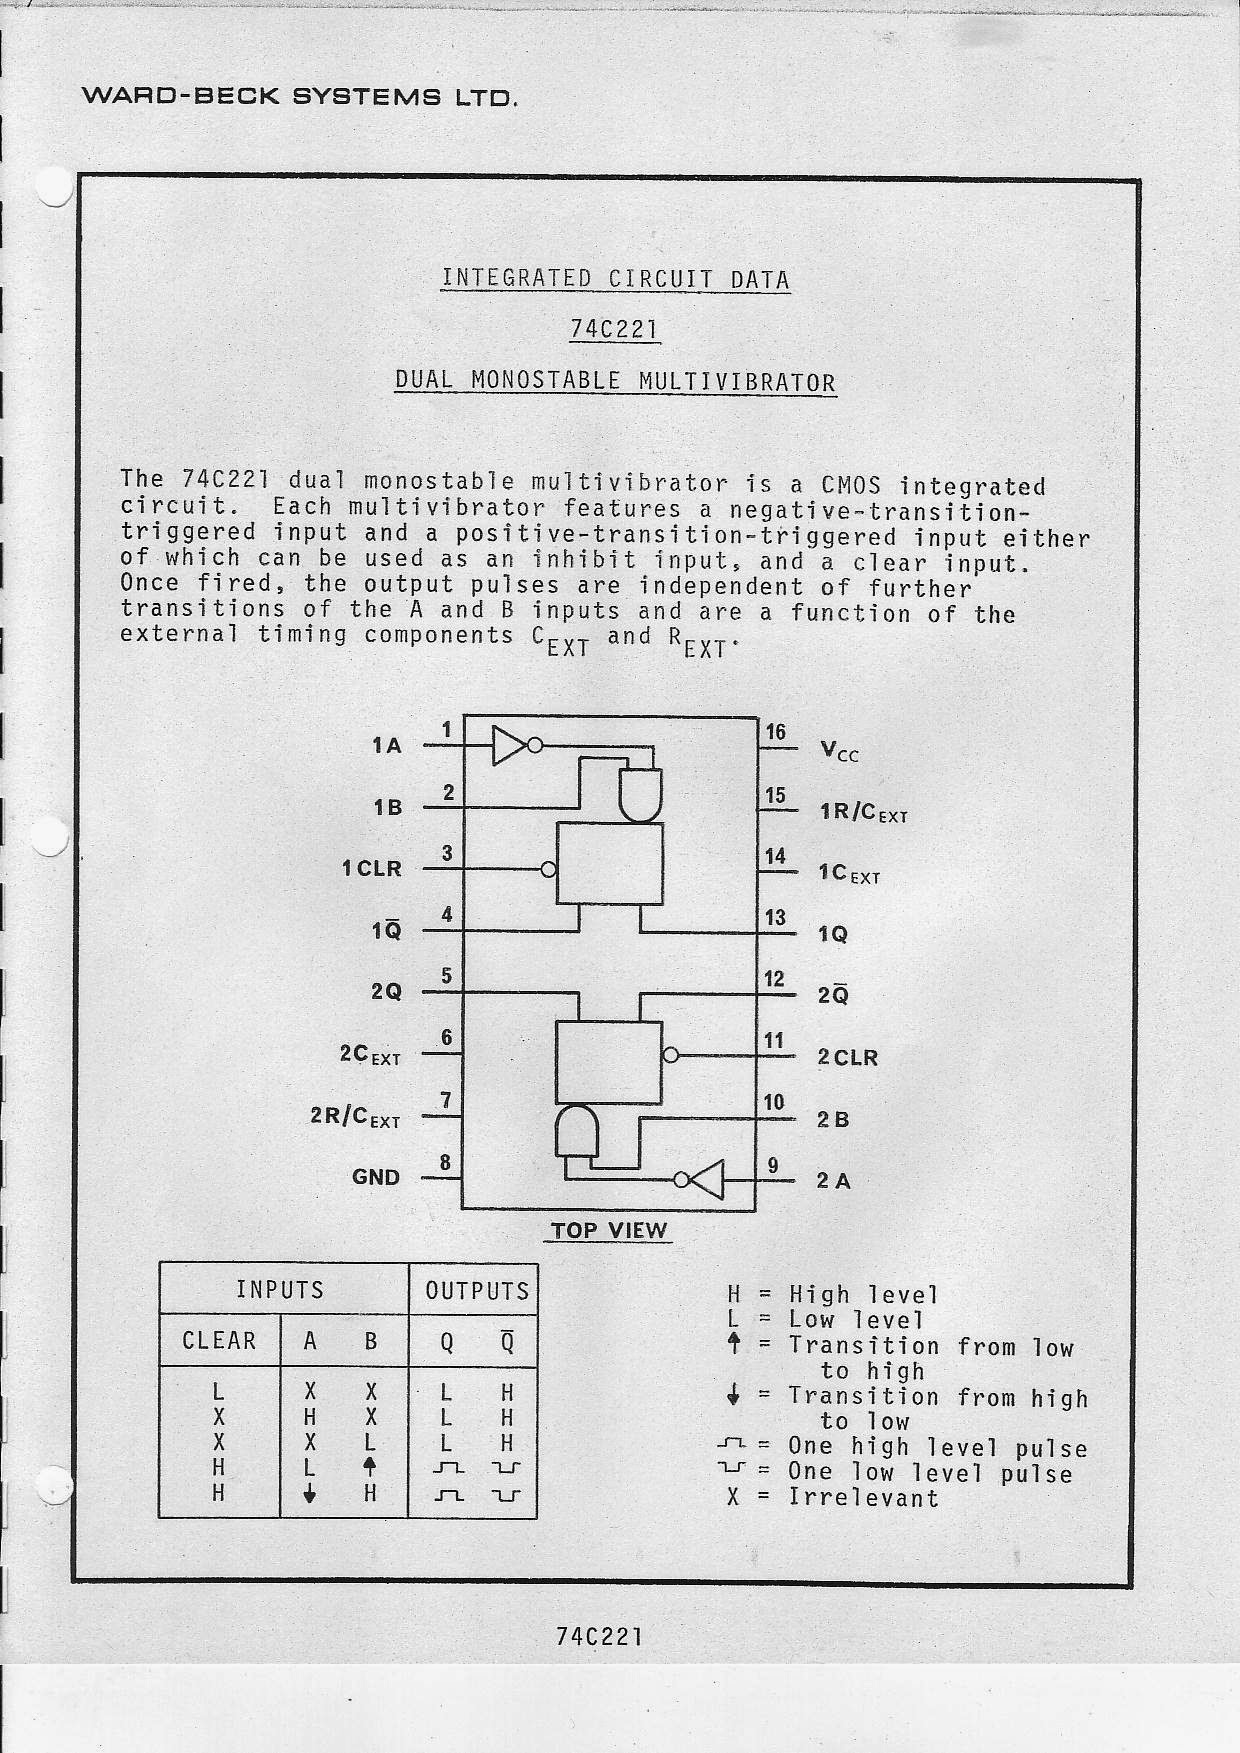 WARD-BECK SYSTEMS LTD.
INTEGRATED CIRCUIT DATA
74C221
DUAL MONOSTABLE MULTIVIBRATOR
The 74C221 dual monostable multivibrator is a CMOS integrated
circuit. Each multivibrator features a negative-transition-
triggered input and a positive-transition-triggered input either
of which can be used as an inhibit input, and a clear input.
Once fired, the output pulses are independent of further
transitions of the A and B inputs and are a function of the
external timing components CEXT and REXT.
1A 1 16 VCC
1B 2 15 1R/CEXT
1CLR 3 14 1CEXT
1Q̅ 4 13 1Q
2Q 5 12 2Q̅
2CEXT 6 11 2CLR
2R/CEXT 7 10 2B
GND 8 9 2A
TOP VIEW
INPUTS OUTPUTS
CLEAR A B Q Q̅
L X X L H
X H X L H
X X L L H
H L ↑
H ↓ H
H = High level
L = Low level
↑ = Transition from low
to high
↓ = Transition from high
to low
= One high level pulse
= One low level pulse
X = Irrelevant
74C221